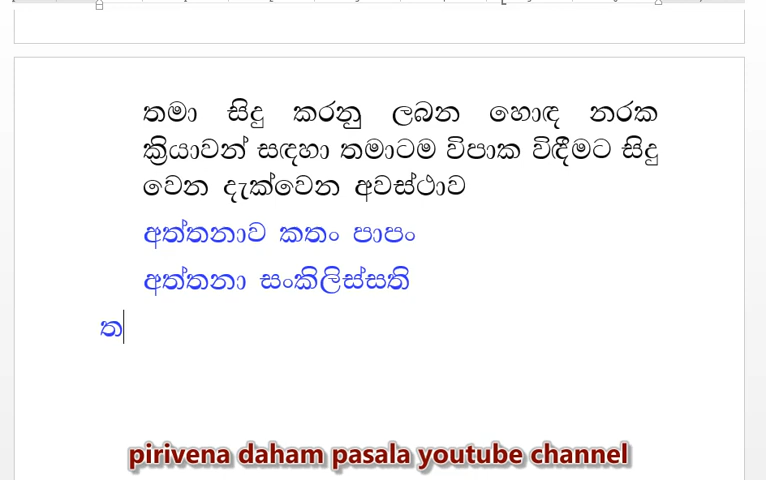 තමා සිදු කරනු ලබන හොඳ නරක
ක්‍රියාවන් සඳහා තමාටම විපාක විඳීමට සිදු
වෙන දැක්වෙන අවස්ථාව
අත්තනාව කතං පාපං
අත්තනා සංකිලිස්සති
ත
pirivena daham pasala youtube channel